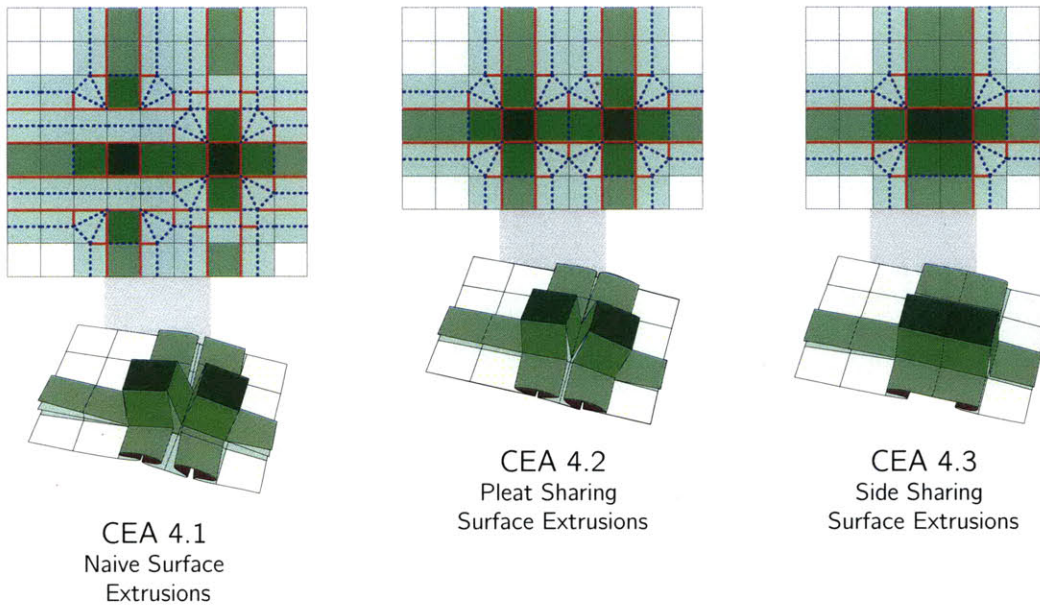 CEA 4.1
Naive Surface
Extrusions
CEA 4.2
Pleat Sharing
Surface Extrusions
CEA 4.3
Side Sharing
Surface Extrusions